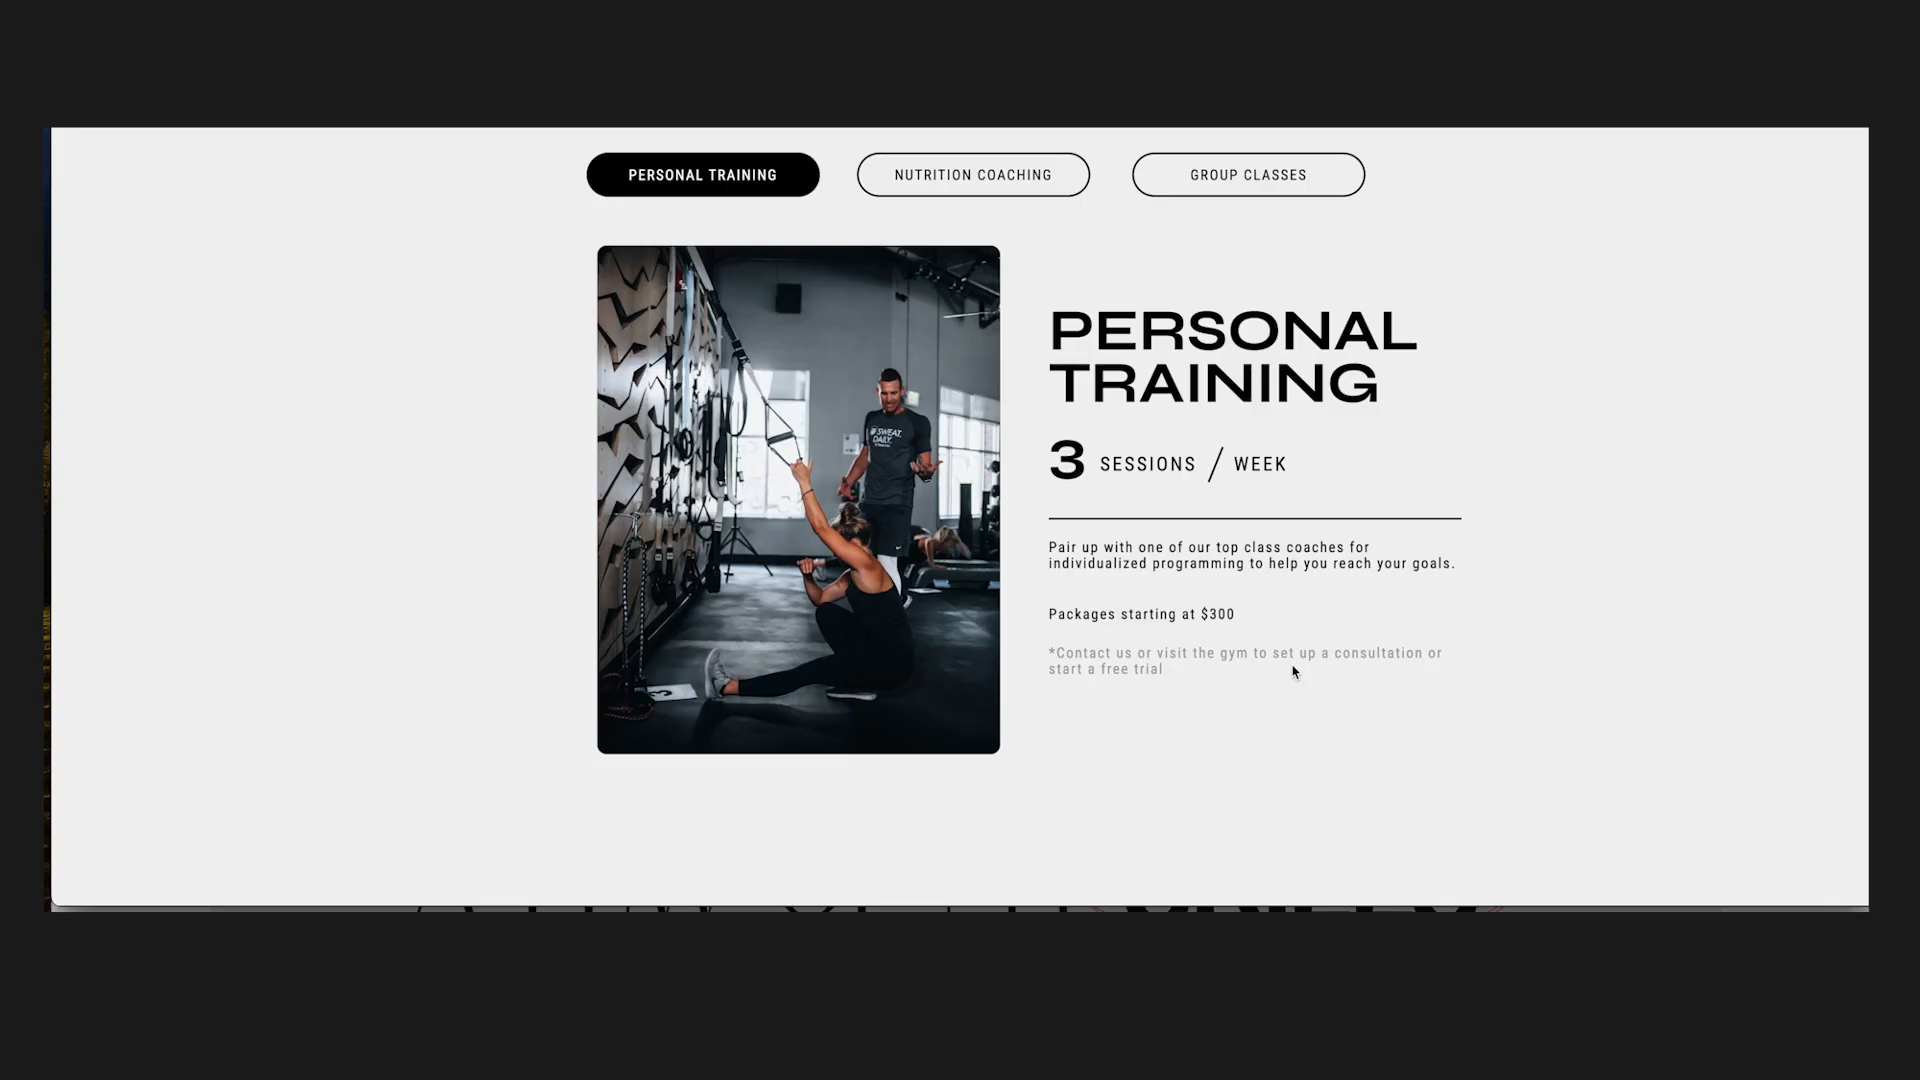 PERSONAL TRAINING
NUTRITION COACHING
GROUP CLASSES
SWEAT.
DAILY.
PERSONAL
TRAINING
3 SESSIONS / WEEK
Pair up with one of our top class coaches for
individualized programming to help you reach your goals.
Packages starting at $300
*Contact us or visit the gym to set up a consultation or
start a free trial